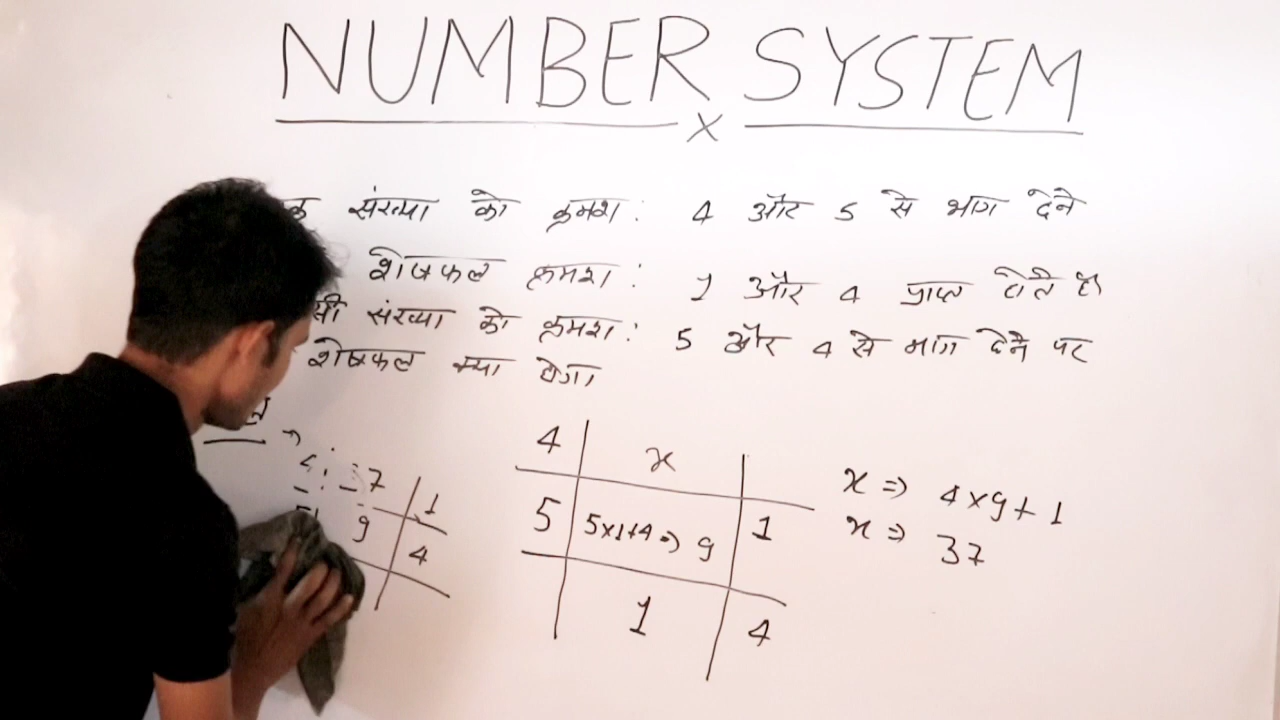 NUMBER SYSTEM
x
संख्या को क्रमश: 4 और 5 से भाग देने
शेषफल क्रमश: 1 और 4 प्राप्त होते है।
सी संख्या को क्रमश: 5 और 4 से भाग देने पर
शेषफल क्या होगा
4 x
5 5x1+4 => 9 1
1 4
37 1
9 4
x => 4x9+1
x => 37